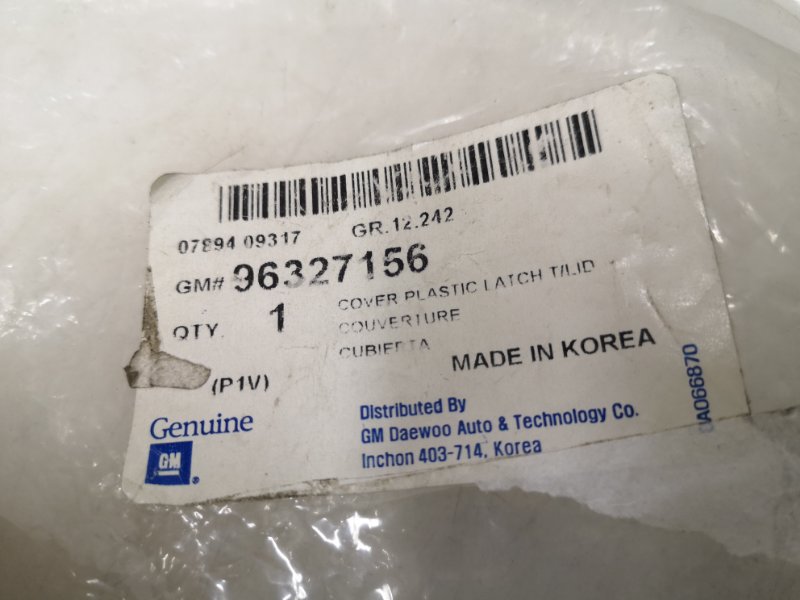 07894 09317
GR.12.242
GM# 96327156
QTY. 1
COVER PLASTIC LATCH T/LID
COUVERTURE
CUBIERTA
(P1V)
MADE IN KOREA
Genuine
GM
Distributed By
GM Daewoo Auto & Technology Co.
Inchon 403-714, Korea